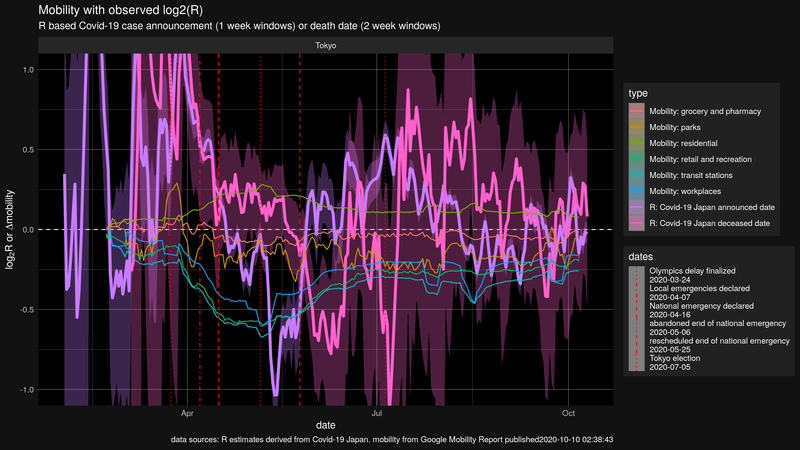 Mobility with observed log2(R)
R based Covid-19 case announcement (1 week windows) or death date (2 week windows)
Tokyo
1.0
0.5
0.0
-0.5
-1.0
log₂R or Δmobility
Apr
Jul
Oct
date
data sources: R estimates derived from Covid-19 Japan. mobility from Google Mobility Report published2020-10-10 02:38:43
type
Mobility: grocery and pharmacy
Mobility: parks
Mobility: residential
Mobility: retail and recreation
Mobility: transit stations
Mobility: workplaces
R: Covid-19 Japan announced date
R: Covid-19 Japan deceased date
dates
Olympics delay finalized
2020-03-24
Local emergencies declared
2020-04-07
National emergency declared
2020-04-16
abandoned end of national emergency
2020-05-06
rescheduled end of national emergency
2020-05-25
Tokyo election
2020-07-05